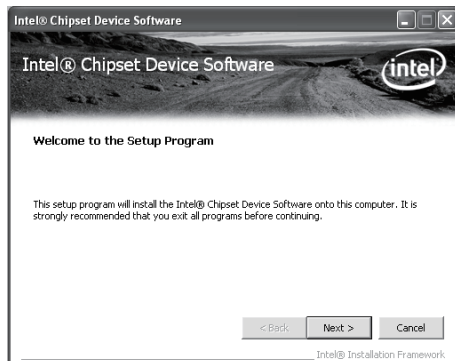 Intel® Chipset Device Software
Intel® Chipset Device Software
intel
Welcome to the Setup Program
This setup program will install the Intel® Chipset Device Software onto this computer. It is
strongly recommended that you exit all programs before continuing.
< Back Next > Cancel
Intel® Installation Framework